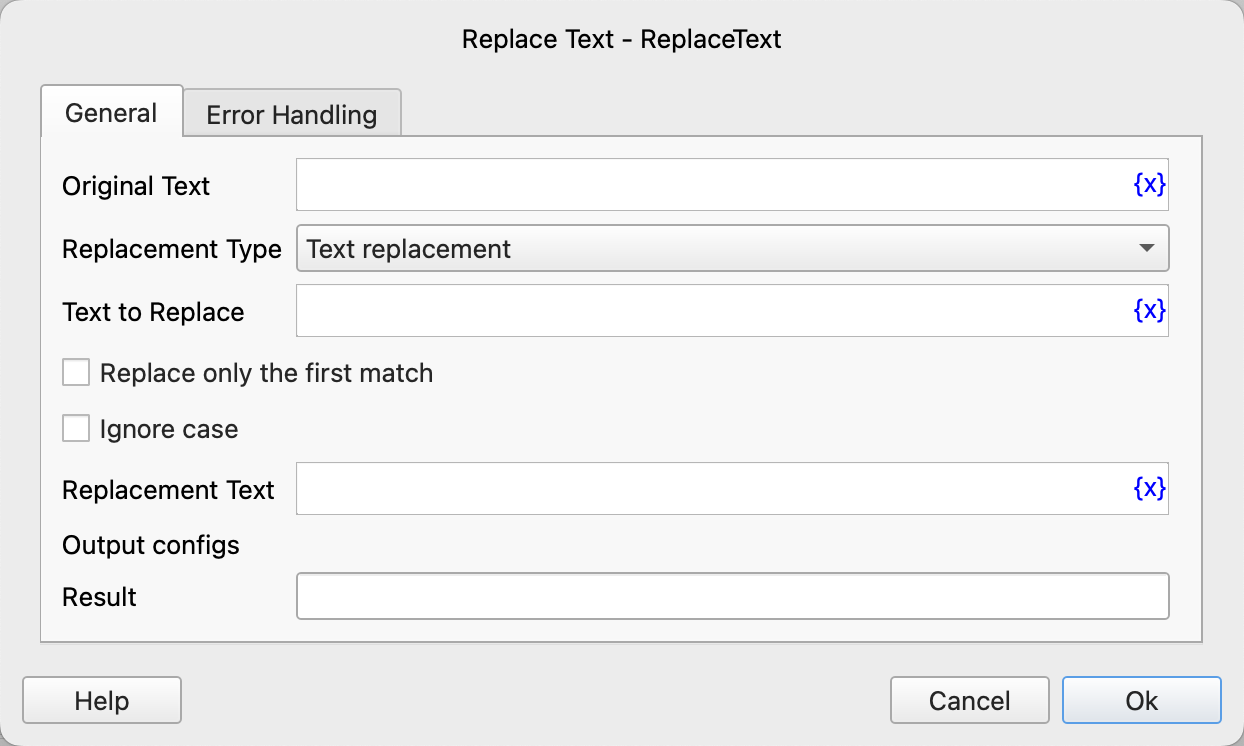 Replace Text - ReplaceText
General
Error Handling
Original Text
{x}
Replacement Type
Text replacement
Text to Replace
{x}
Replace only the first match
Ignore case
Replacement Text
{x}
Output configs
Result
Help
Cancel
Ok